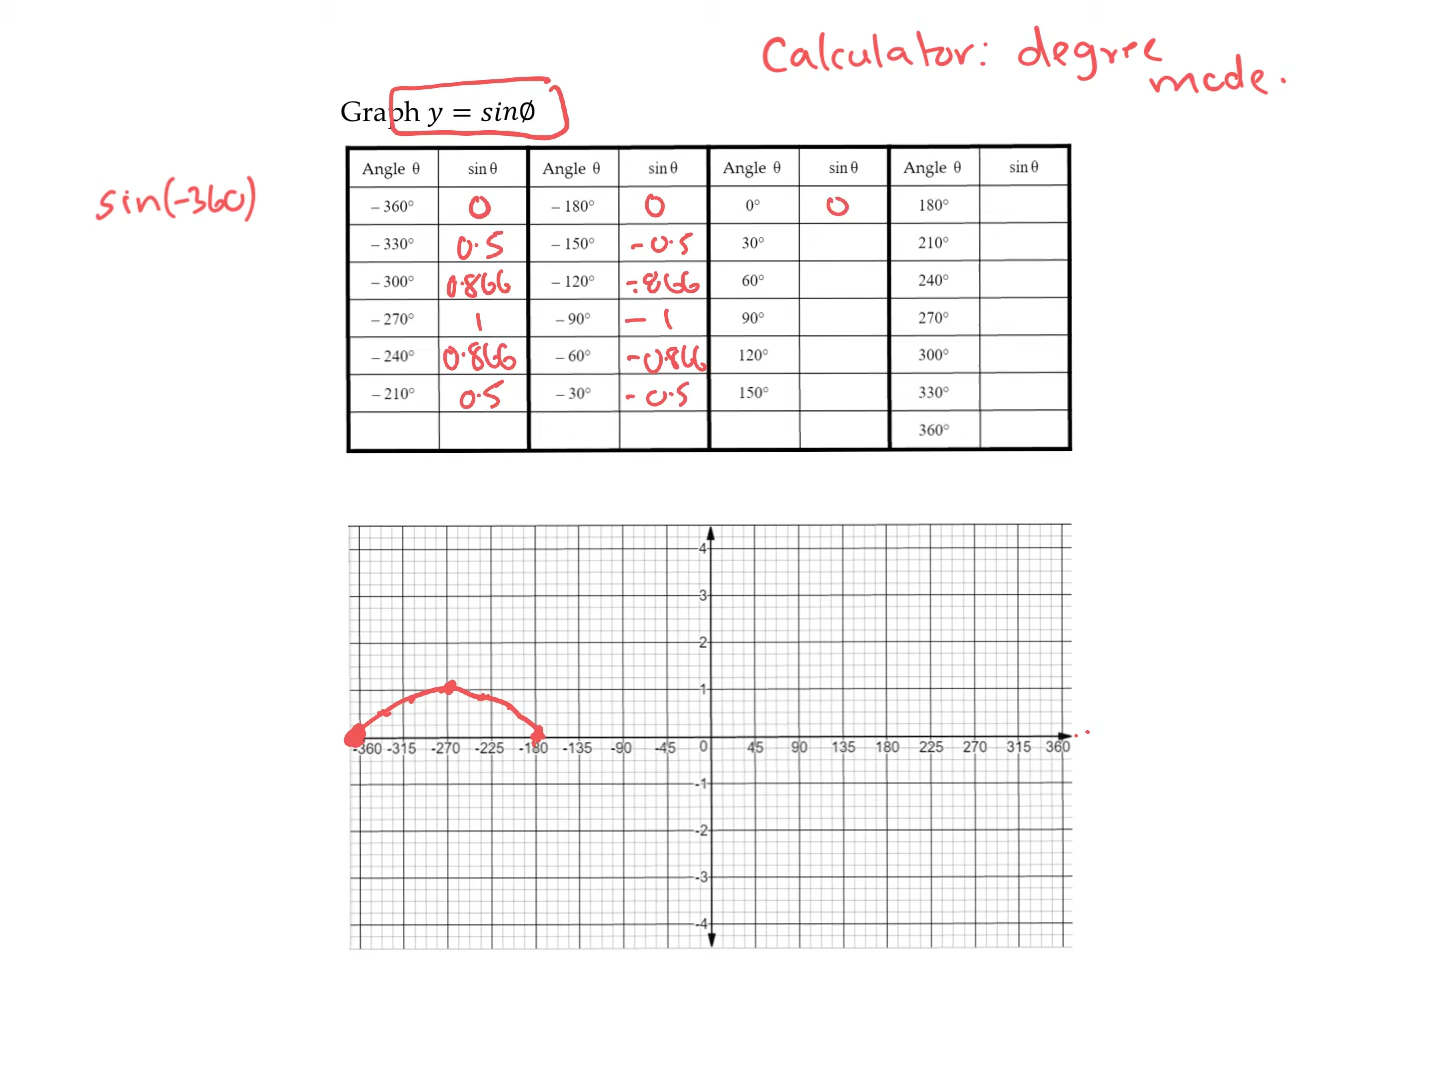 Calculator: degree
mode.
Graph y = sin∅
sin(-360)
Angle θ sin θ Angle θ sin θ Angle θ sin θ Angle θ sin θ
– 360° 0 – 180° 0 0° 0 180°
– 330° 0.5 – 150° -0.5 30° 210°
– 300° 0.866 – 120° -.866 60° 240°
– 270° 1 – 90° -1 90° 270°
– 240° 0.866 – 60° -0.866 120° 300°
– 210° 0.5 – 30° -0.5 150° 330°
360°
4
3
2
1
-360 -315 -270 -225 -180 -135 -90 -45 0 45 90 135 180 225 270 315 360
-1
-2
-3
-4